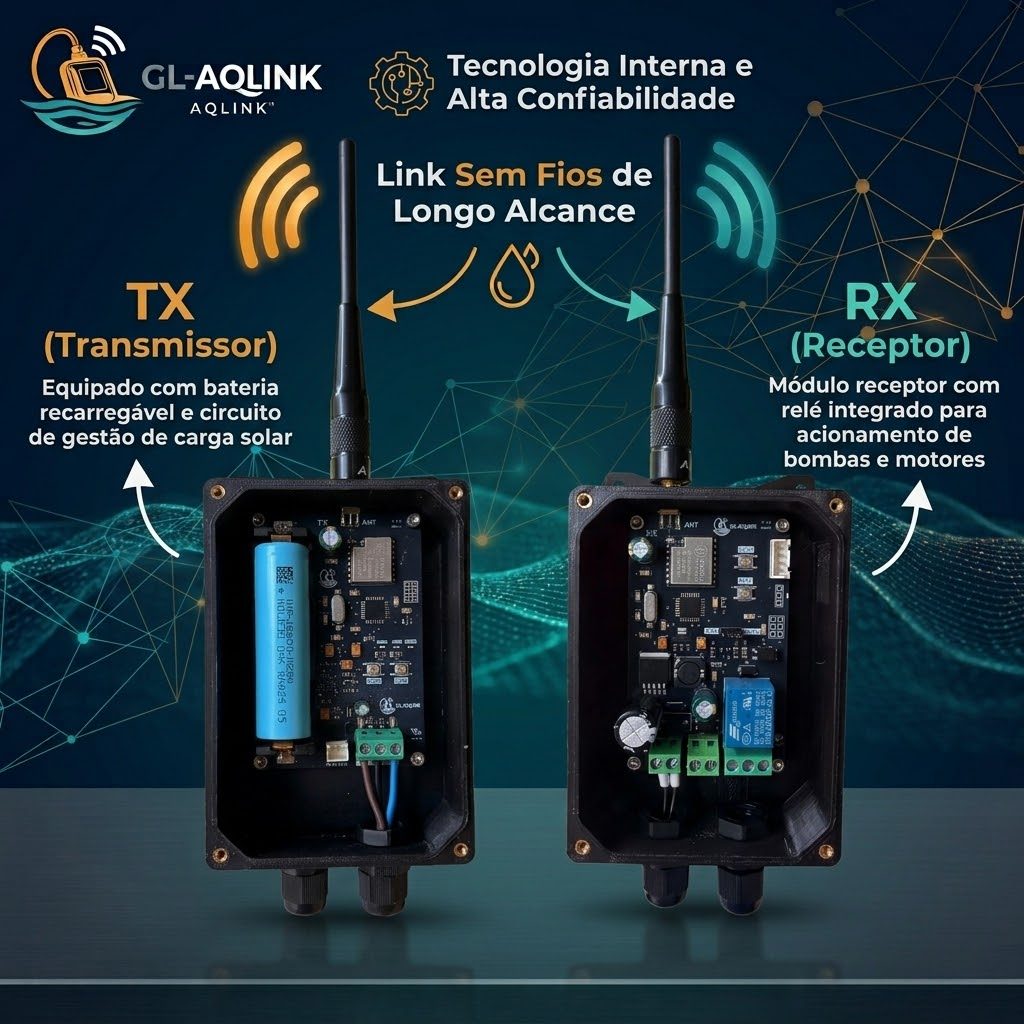 GL-AQLINK
AQLINK™
Tecnologia Interna e
Alta Confiabilidade
Link Sem Fios de
Longo Alcance
TX
(Transmissor)
Equipado com bateria
recarregável e circuito
de gestão de carga solar
RX
(Receptor)
Módulo receptor com
relé integrado para
acionamento de
bombas e motores
TX
ANT
ANT